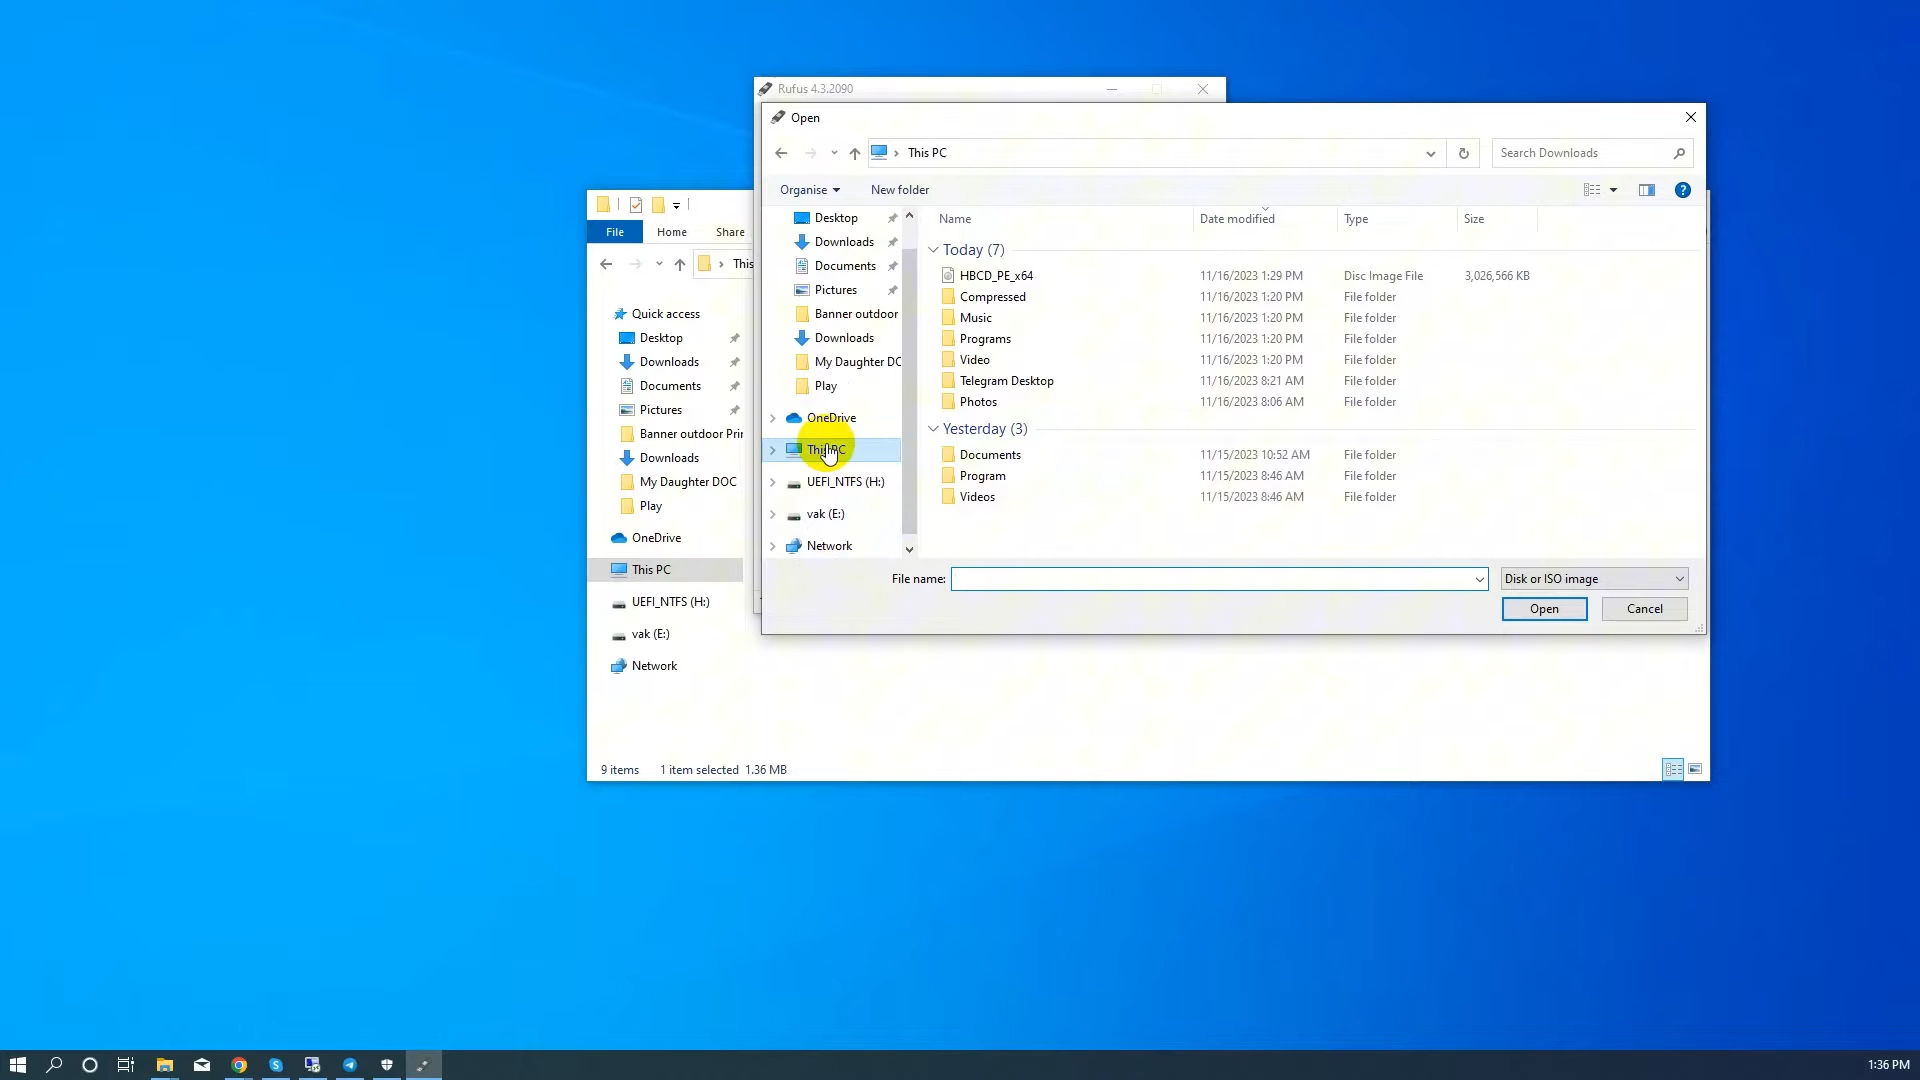 Rufus 4.3.2090
Open
This PC
Search Downloads
Organise
New folder
Desktop
Downloads
Documents
Pictures
Banner outdoor
Downloads
My Daughter DC
Play
OneDrive
This PC
UEFI_NTFS (H:)
vak (E:)
Network
Name Date modified Type Size
Today (7)
HBCD_PE_x64 11/16/2023 1:29 PM Disc Image File 3,026,566 KB
Compressed 11/16/2023 1:20 PM File folder
Music 11/16/2023 1:20 PM File folder
Programs 11/16/2023 1:20 PM File folder
Video 11/16/2023 1:20 PM File folder
Telegram Desktop 11/16/2023 8:21 AM File folder
Photos 11/16/2023 8:06 AM File folder
Yesterday (3)
Documents 11/15/2023 10:52 AM File folder
Program 11/15/2023 8:46 AM File folder
Videos 11/15/2023 8:46 AM File folder
File name:
Disk or ISO image
Open
Cancel
File Home Share
This
Quick access
Desktop
Downloads
Documents
Pictures
Banner outdoor Prin
Downloads
My Daughter DOC
Play
OneDrive
This PC
UEFI_NTFS (H:)
vak (E:)
Network
9 items 1 item selected 1.36 MB
1:36 PM